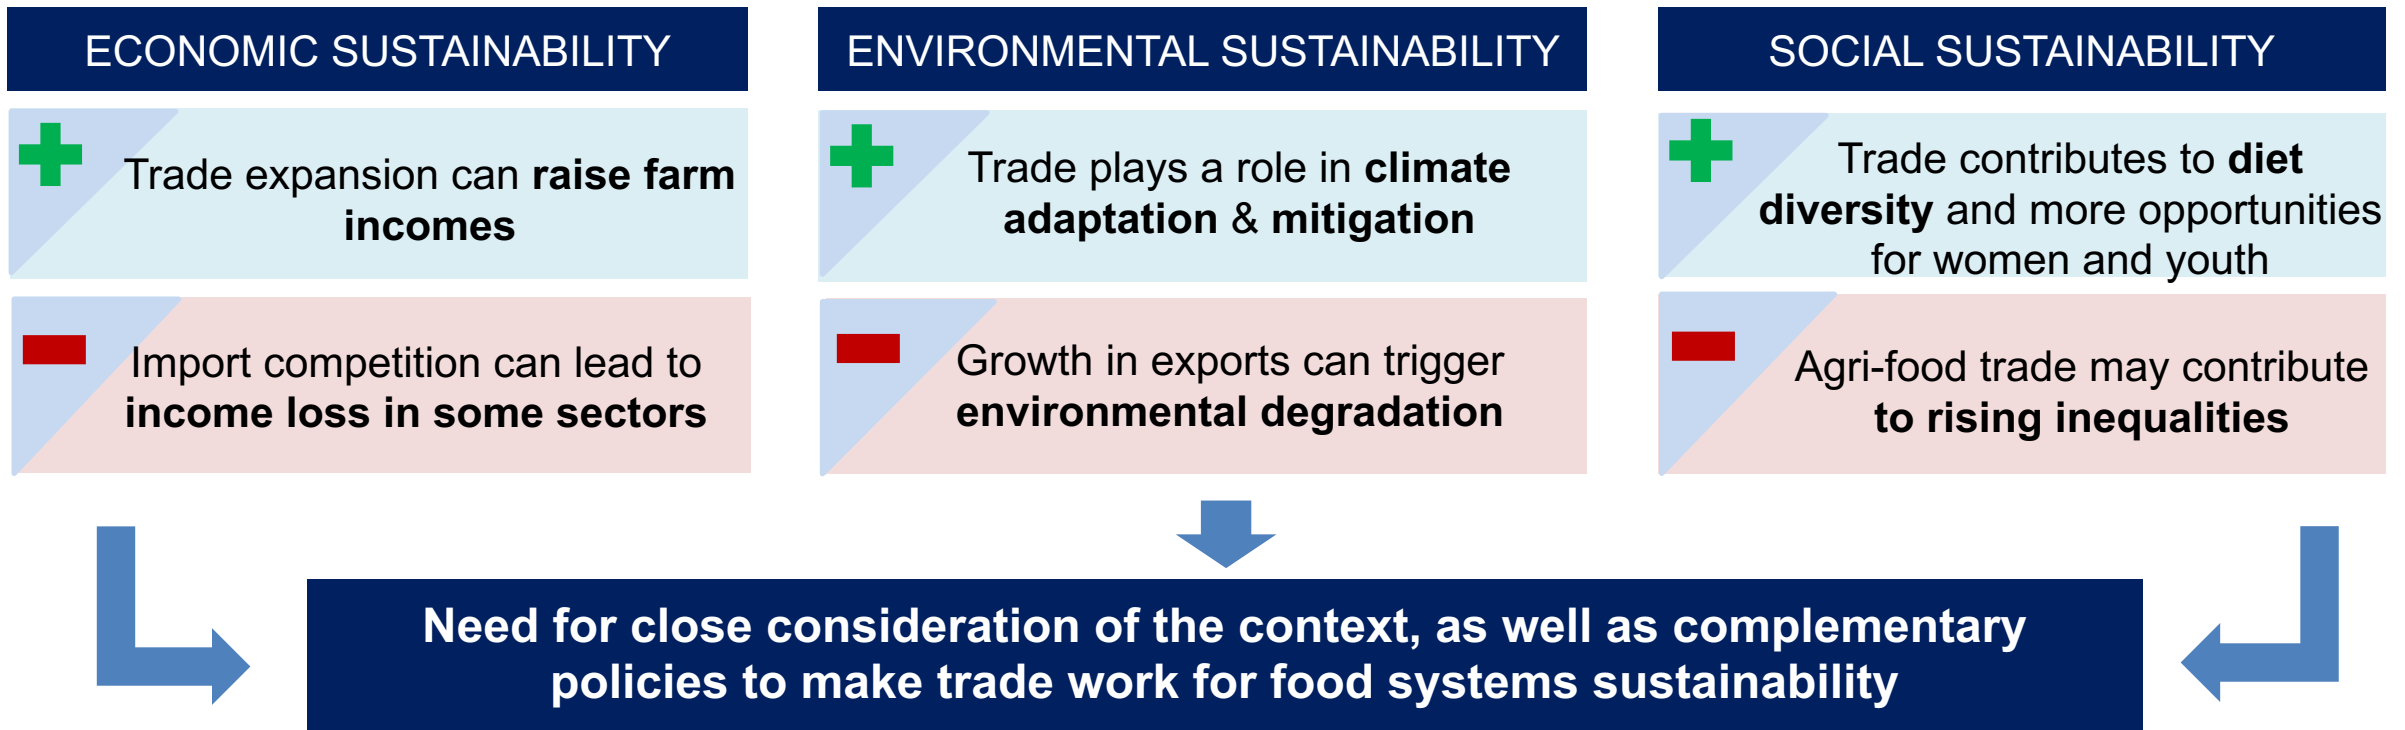 ECONOMIC SUSTAINABILITY
Trade expansion can raise farm
incomes
Import competition can lead to
income loss in some sectors
ENVIRONMENTAL SUSTAINABILITY
Trade plays a role in climate
adaptation & mitigation
Growth in exports can trigger
environmental degradation
SOCIAL SUSTAINABILITY
Trade contributes to diet
diversity and more opportunities
for women and youth
Agri-food trade may contribute
to rising inequalities
Need for close consideration of the context, as well as complementary
policies to make trade work for food systems sustainability